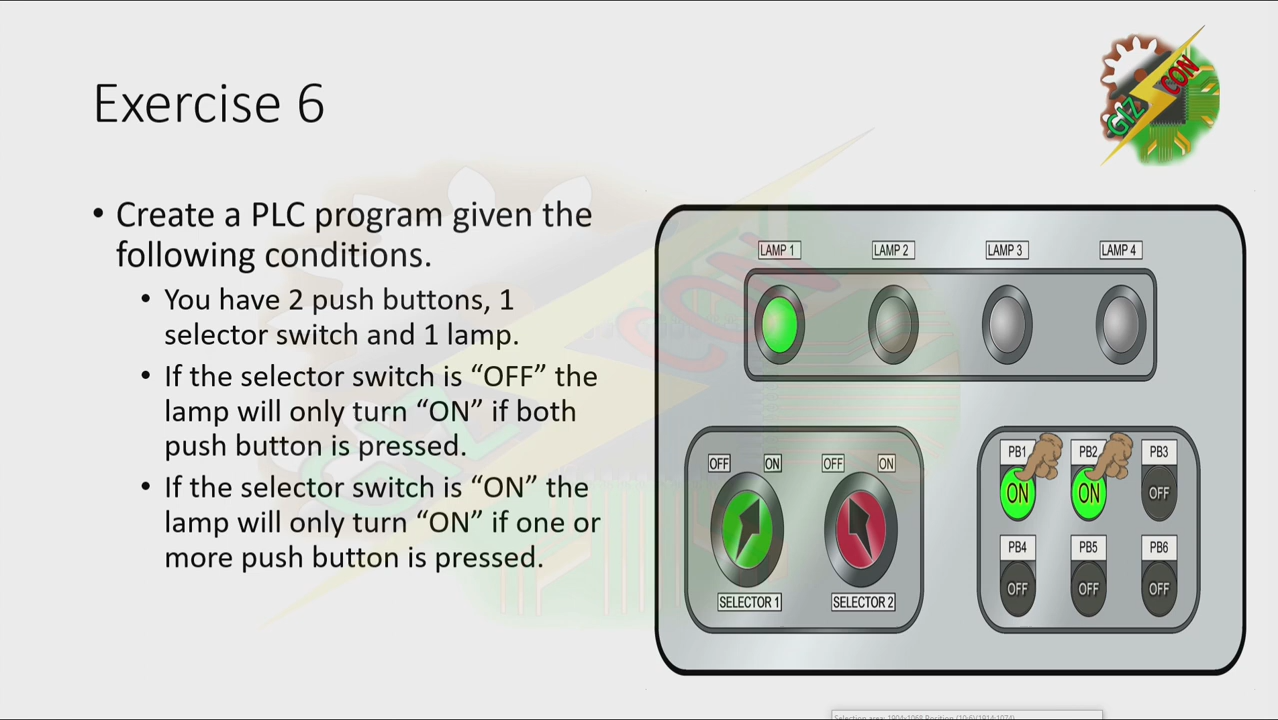 GIZ CON
Exercise 6
• Create a PLC program given the
following conditions.
• You have 2 push buttons, 1
selector switch and 1 lamp.
• If the selector switch is “OFF” the
lamp will only turn “ON” if both
push button is pressed.
• If the selector switch is “ON” the
lamp will only turn “ON” if one or
more push button is pressed.
LAMP 1 LAMP 2 LAMP 3 LAMP 4
OFF ON OFF ON
SELECTOR 1 SELECTOR 2
PB1 PB2 PB3
ON ON OFF
PB4 PB5 PB6
OFF OFF OFF